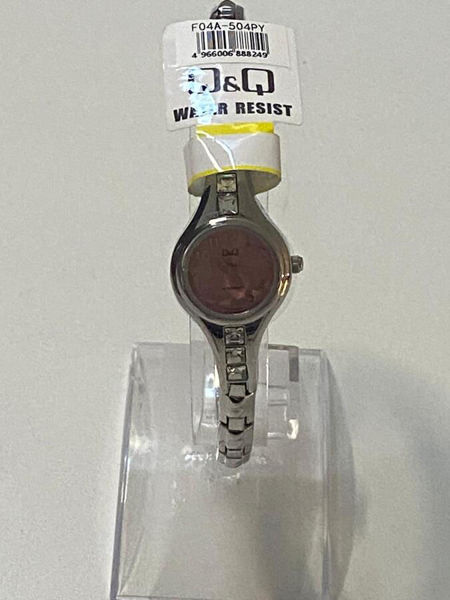 F04A-504PY
4 966006 888249
Q&Q
WATER RESIST
Q&Q